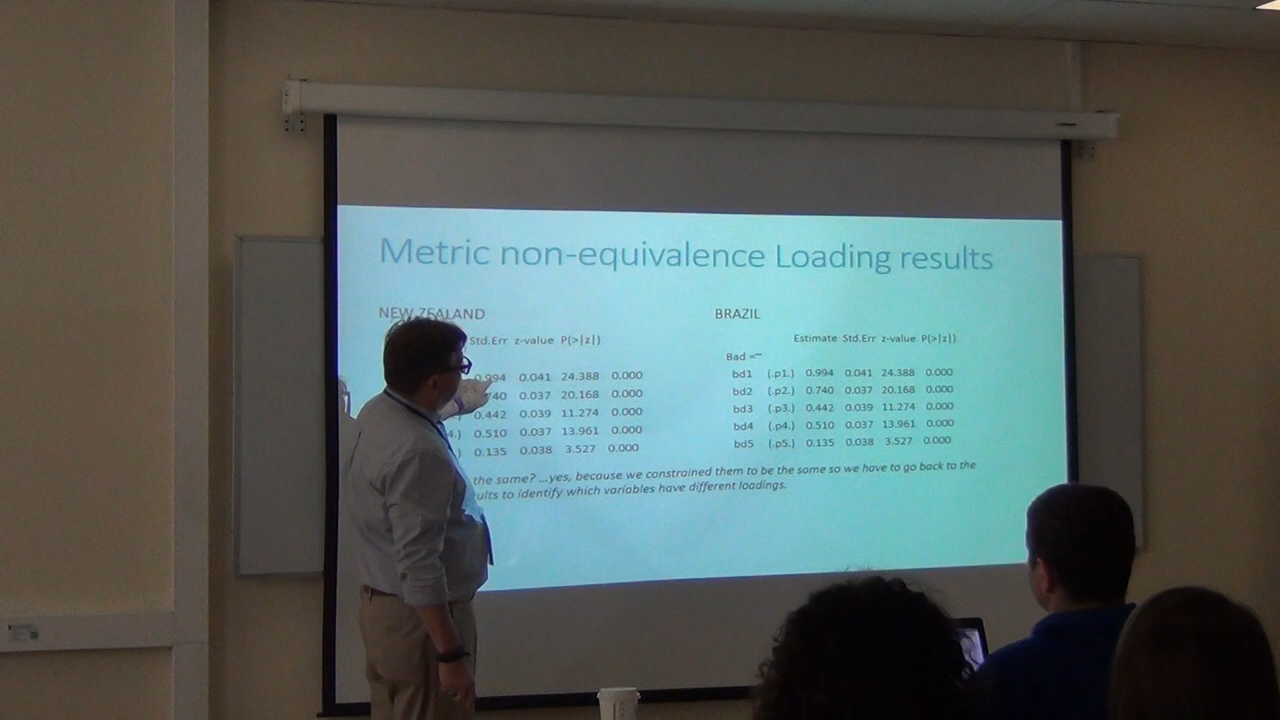 Metric non-equivalence Loading results
NEW ZEALAND
Std.Err z-value P(>|z|)
0.994 0.041 24.388 0.000
740 0.037 20.168 0.000
0.442 0.039 11.274 0.000
4.) 0.510 0.037 13.961 0.000
) 0.135 0.038 3.527 0.000
BRAZIL
Estimate Std.Err z-value P(>|z|)
Bad =~
bd1 (.p1.) 0.994 0.041 24.388 0.000
bd2 (.p2.) 0.740 0.037 20.168 0.000
bd3 (.p3.) 0.442 0.039 11.274 0.000
bd4 (.p4.) 0.510 0.037 13.961 0.000
bd5 (.p5.) 0.135 0.038 3.527 0.000
the same? ...yes, because we constrained them to be the same so we have to go back to the
ults to identify which variables have different loadings.